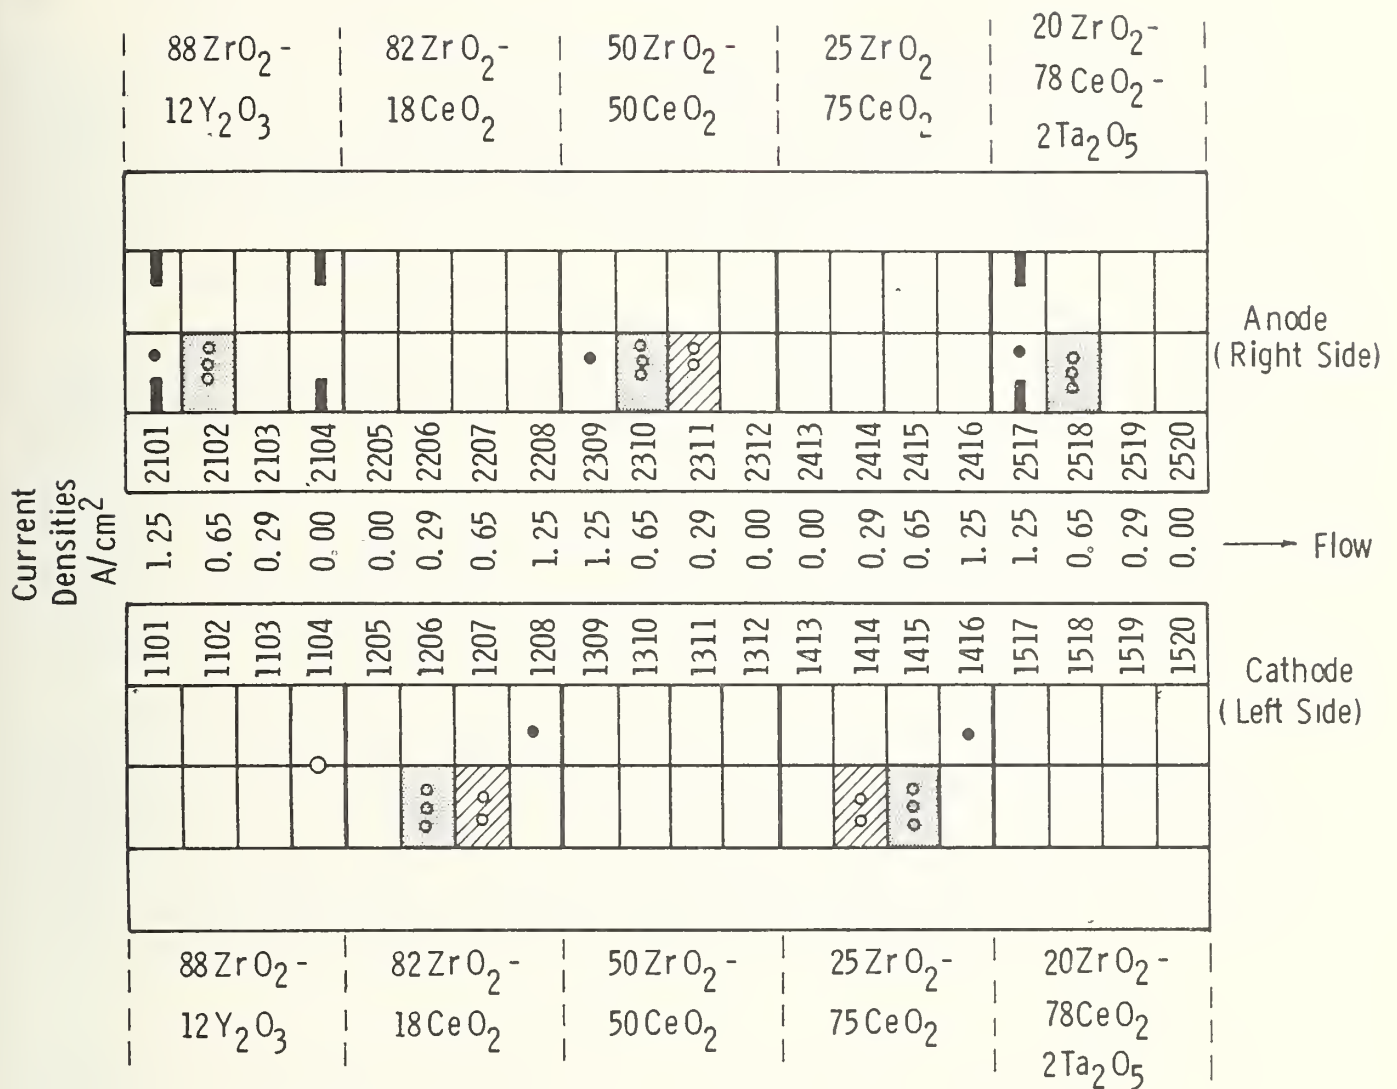 88 ZrO2 -
12 Y2O3
82 ZrO2 -
18 CeO2
50 ZrO2 -
50 CeO2
25 ZrO2
75 CeO2
20 ZrO2 -
78 CeO2 -
2 Ta2O5
Anode
(Right Side)
2101 2102 2103 2104 2205 2206 2207 2208 2309 2310 2311 2312 2413 2414 2415 2416 2517 2518 2519 2520
Current
Densities
A/cm2
1.25 0.65 0.29 0.00 0.00 0.29 0.65 1.25 1.25 0.65 0.29 0.00 0.00 0.29 0.65 1.25 1.25 0.65 0.29 0.00
Flow
1101 1102 1103 1104 1205 1206 1207 1208 1309 1310 1311 1312 1413 1414 1415 1416 1517 1518 1519 1520
Cathode
(Left Side)
88 ZrO2 -
12 Y2O3
82 ZrO2 -
18 CeO2
50 ZrO2 -
50 CeO2
25 ZrO2 -
75 CeO2
20 ZrO2 -
78 CeO2
2 Ta2O5